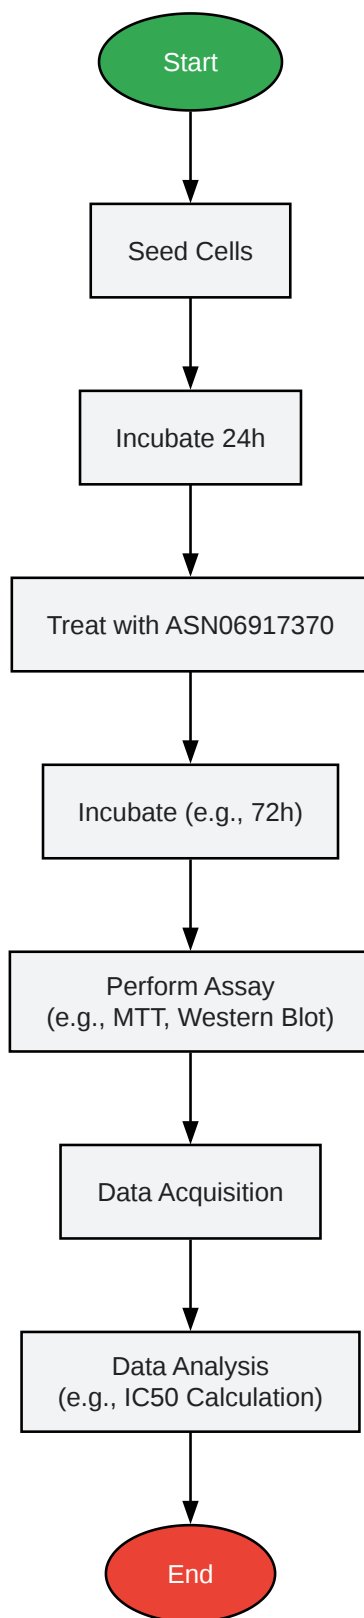 Start
Seed Cells
Incubate 24h
Treat with ASN06917370
Incubate (e.g., 72h)
Perform Assay
(e.g., MTT, Western Blot)
Data Acquisition
Data Analysis
(e.g., IC50 Calculation)
End